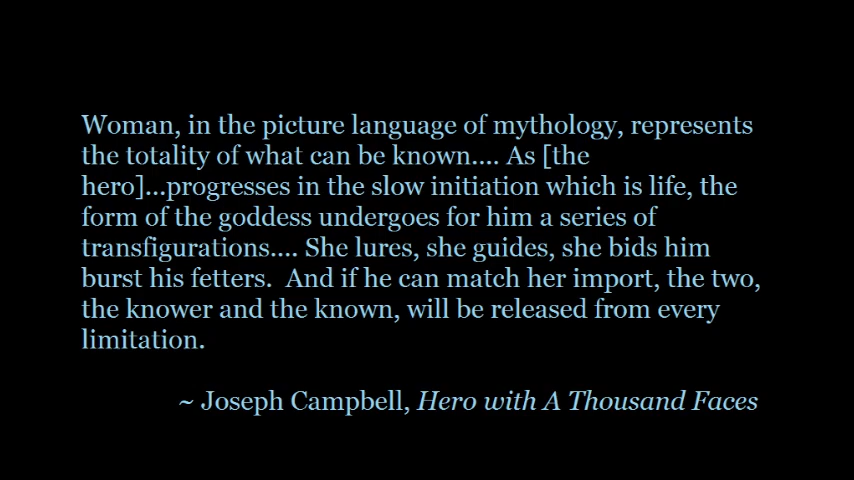 Woman, in the picture language of mythology, represents
the totality of what can be known.... As [the
hero]...progresses in the slow initiation which is life, the
form of the goddess undergoes for him a series of
transfigurations.... She lures, she guides, she bids him
burst his fetters.  And if he can match her import, the two,
the knower and the known, will be released from every
limitation.
~ Joseph Campbell, Hero with A Thousand Faces